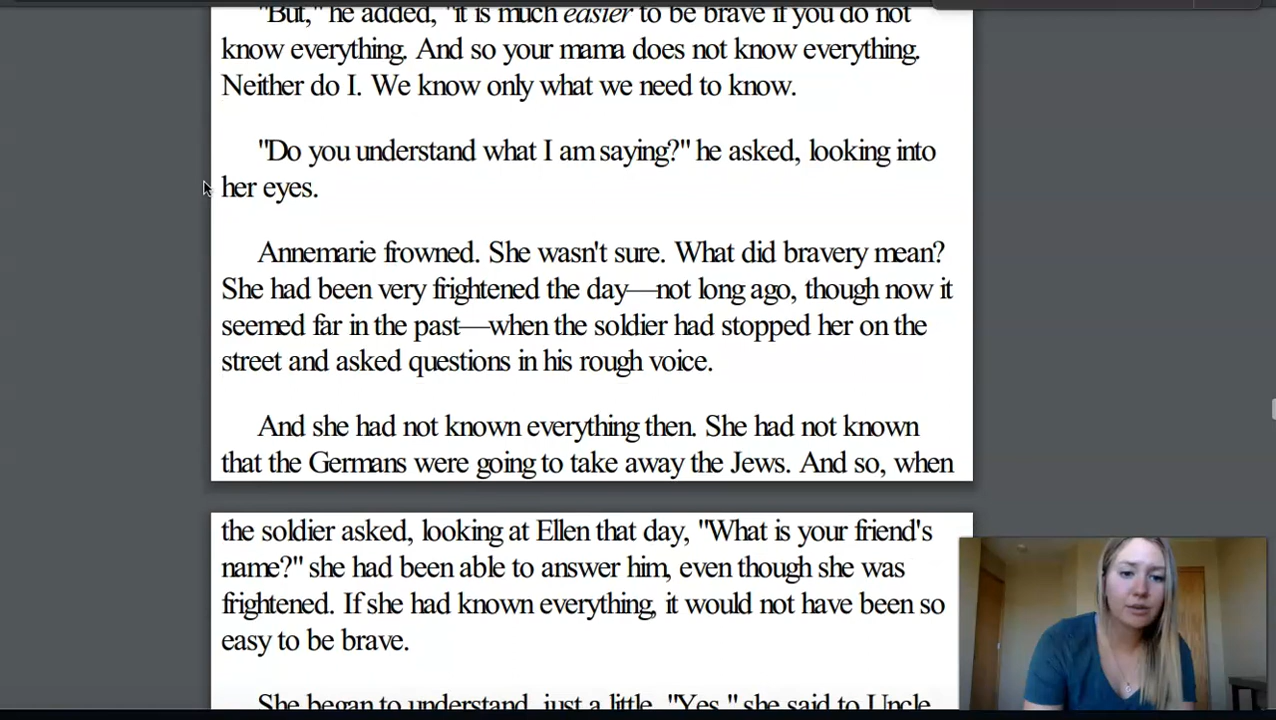 "But," he added, "it is much easier to be brave if you do not
know everything. And so your mama does not know everything.
Neither do I. We know only what we need to know.
"Do you understand what I am saying?" he asked, looking into
her eyes.
Annemarie frowned. She wasn't sure. What did bravery mean?
She had been very frightened the day—not long ago, though now it
seemed far in the past—when the soldier had stopped her on the
street and asked questions in his rough voice.
And she had not known everything then. She had not known
that the Germans were going to take away the Jews. And so, when
the soldier asked, looking at Ellen that day, "What is your friend's
name?" she had been able to answer him, even though she was
frightened. If she had known everything, it would not have been so
easy to be brave.
She began to understand, just a little. "Yes," she said to Uncle